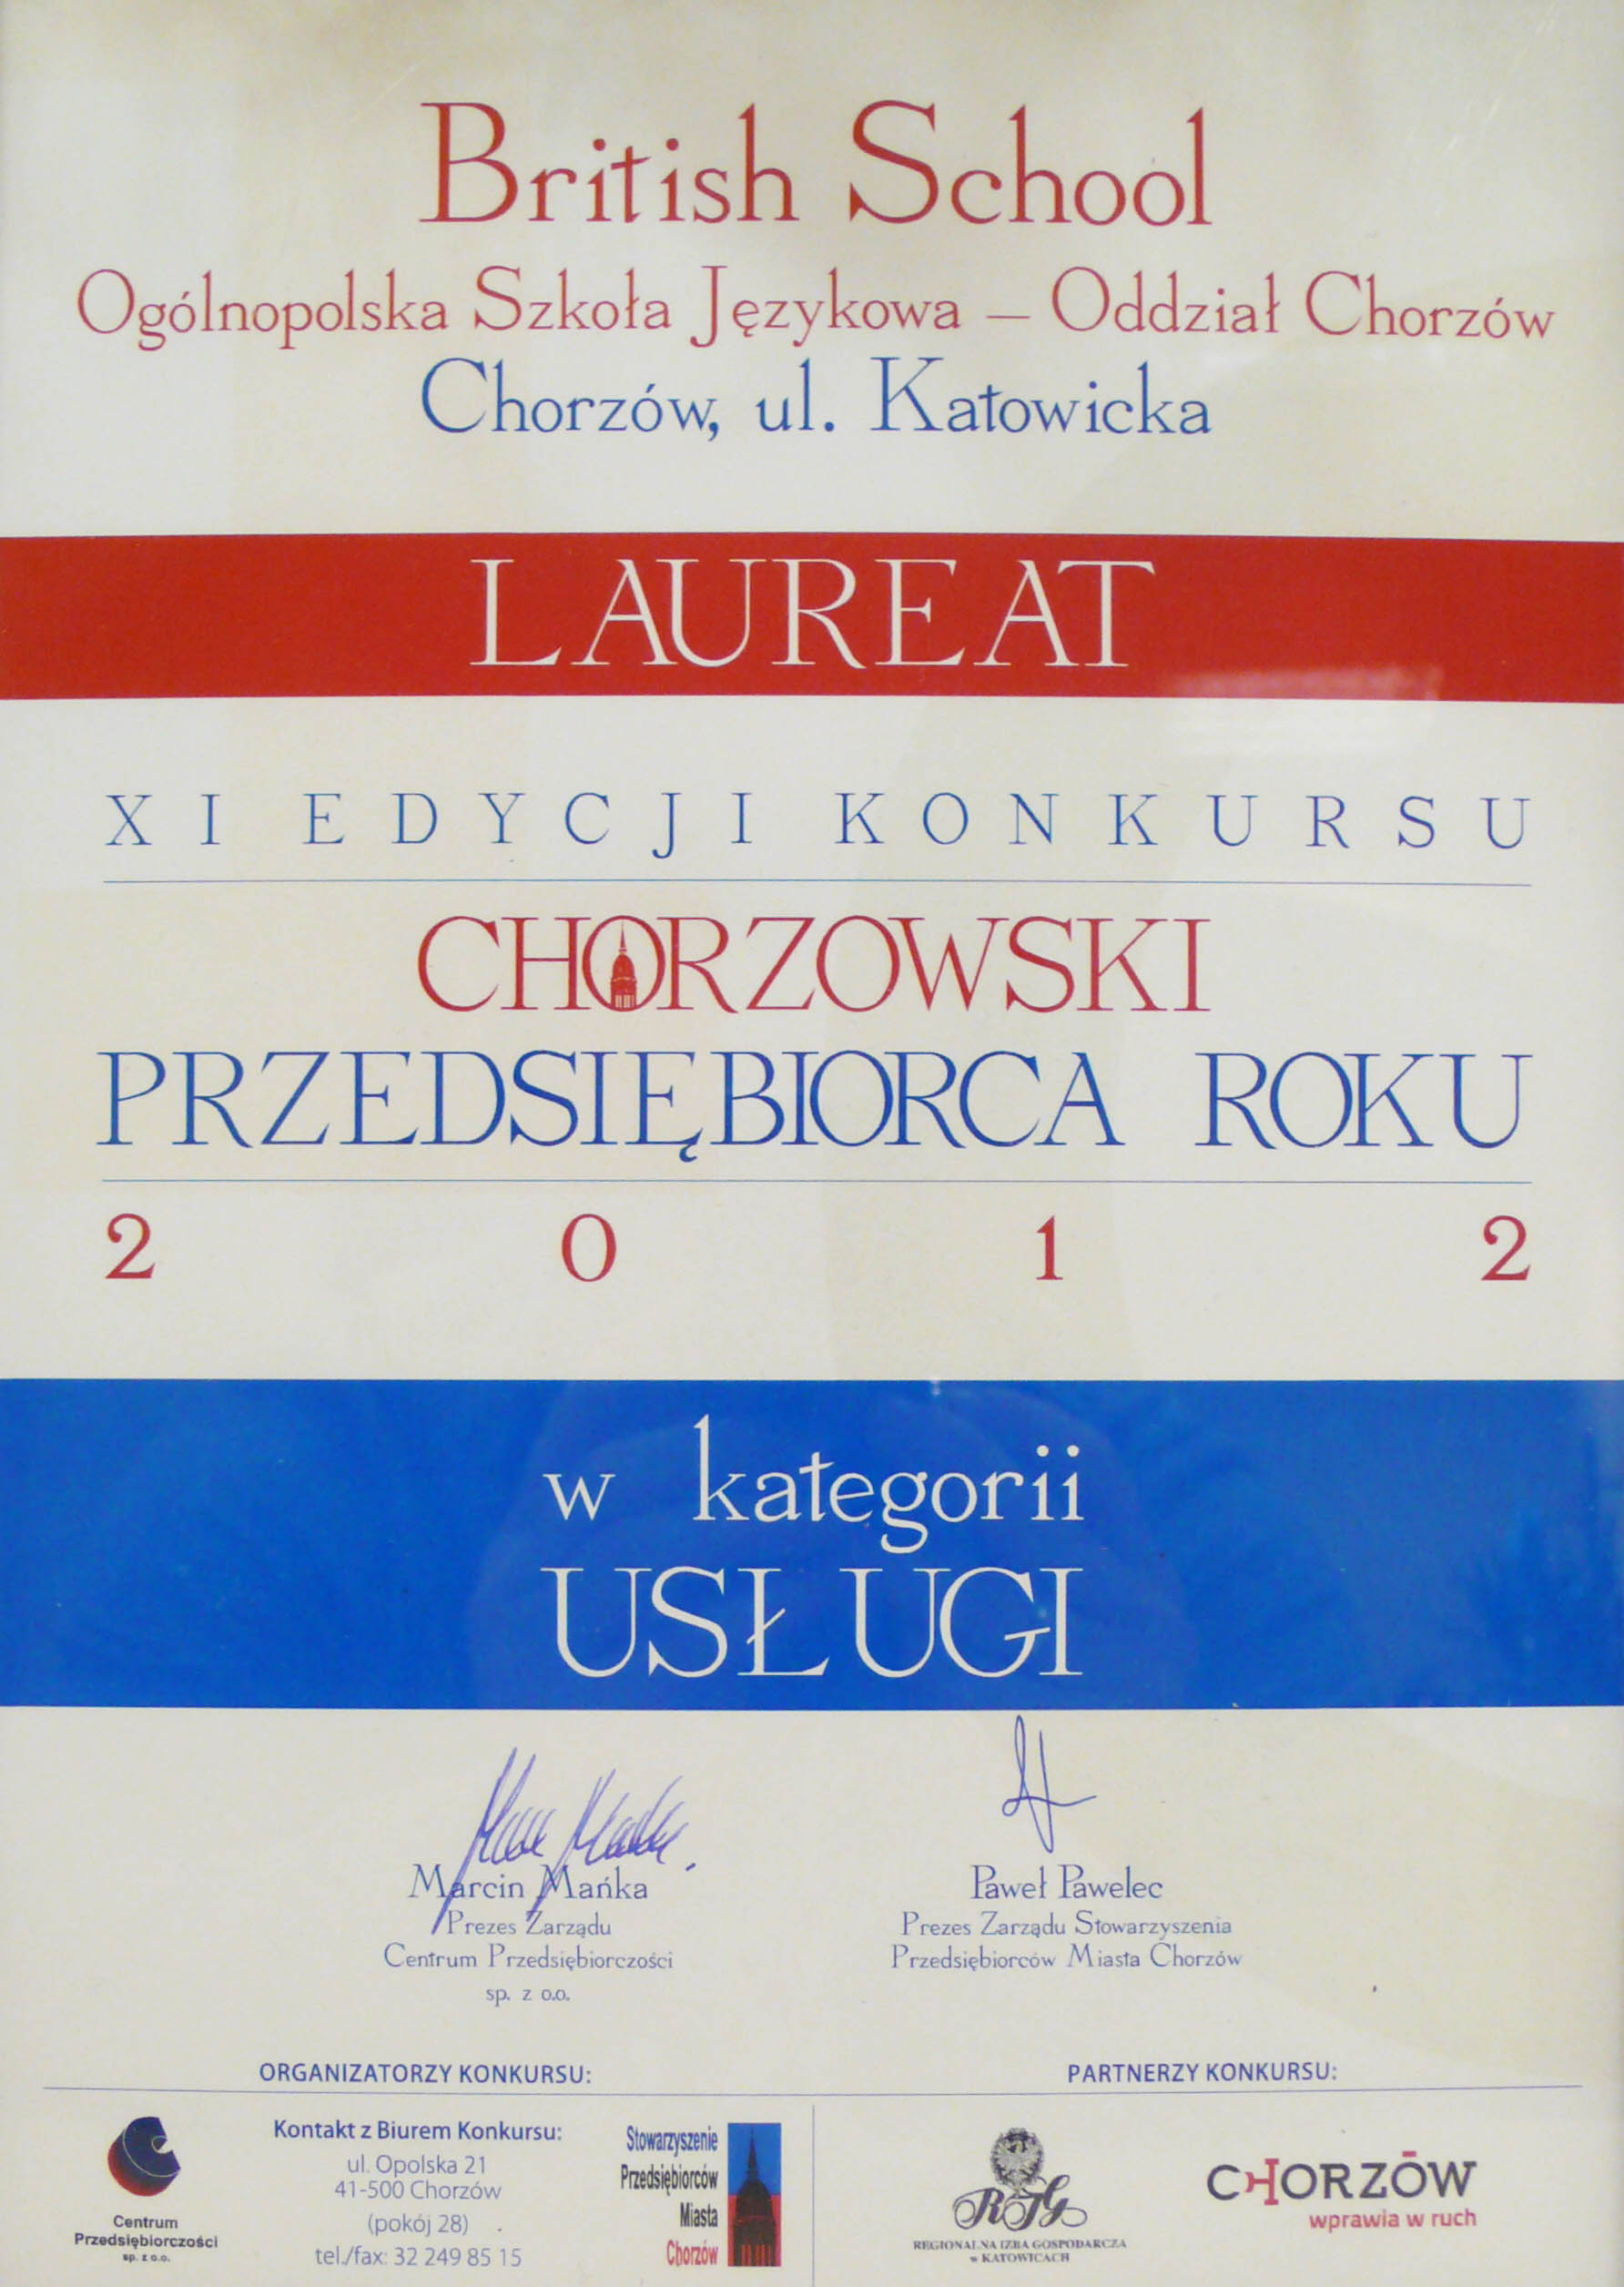 British School
Ogólnopolska Szkoła Językowa – Oddział Chorzów
Chorzów, ul. Katowicka
LAUREAT
XI EDYCJI KONKURSU
CHORZOWSKI
PRZEDSIĘBIORCA ROKU
2012
w kategorii
USŁUGI
Marcin Mańka
Prezes Zarządu
Centrum Przedsiębiorczości
sp. z o.o.
Paweł Pawelec
Prezes Zarządu Stowarzyszenia
Przedsiębiorców Miasta Chorzów
ORGANIZATORZY KONKURSU:
Centrum
Przedsiębiorczości
sp. z o.o.
Kontakt z Biurem Konkursu:
ul. Opolska 21
41-500 Chorzów
(pokój 28)
tel./fax: 32 249 85 15
Stowarzyszenie
Przedsiębiorców
Miasta
Chorzów
PARTNERZY KONKURSU:
RIG
REGIONALNA IZBA GOSPODARCZA
w KATOWICACH
CHORZÓW
wprawia w ruch